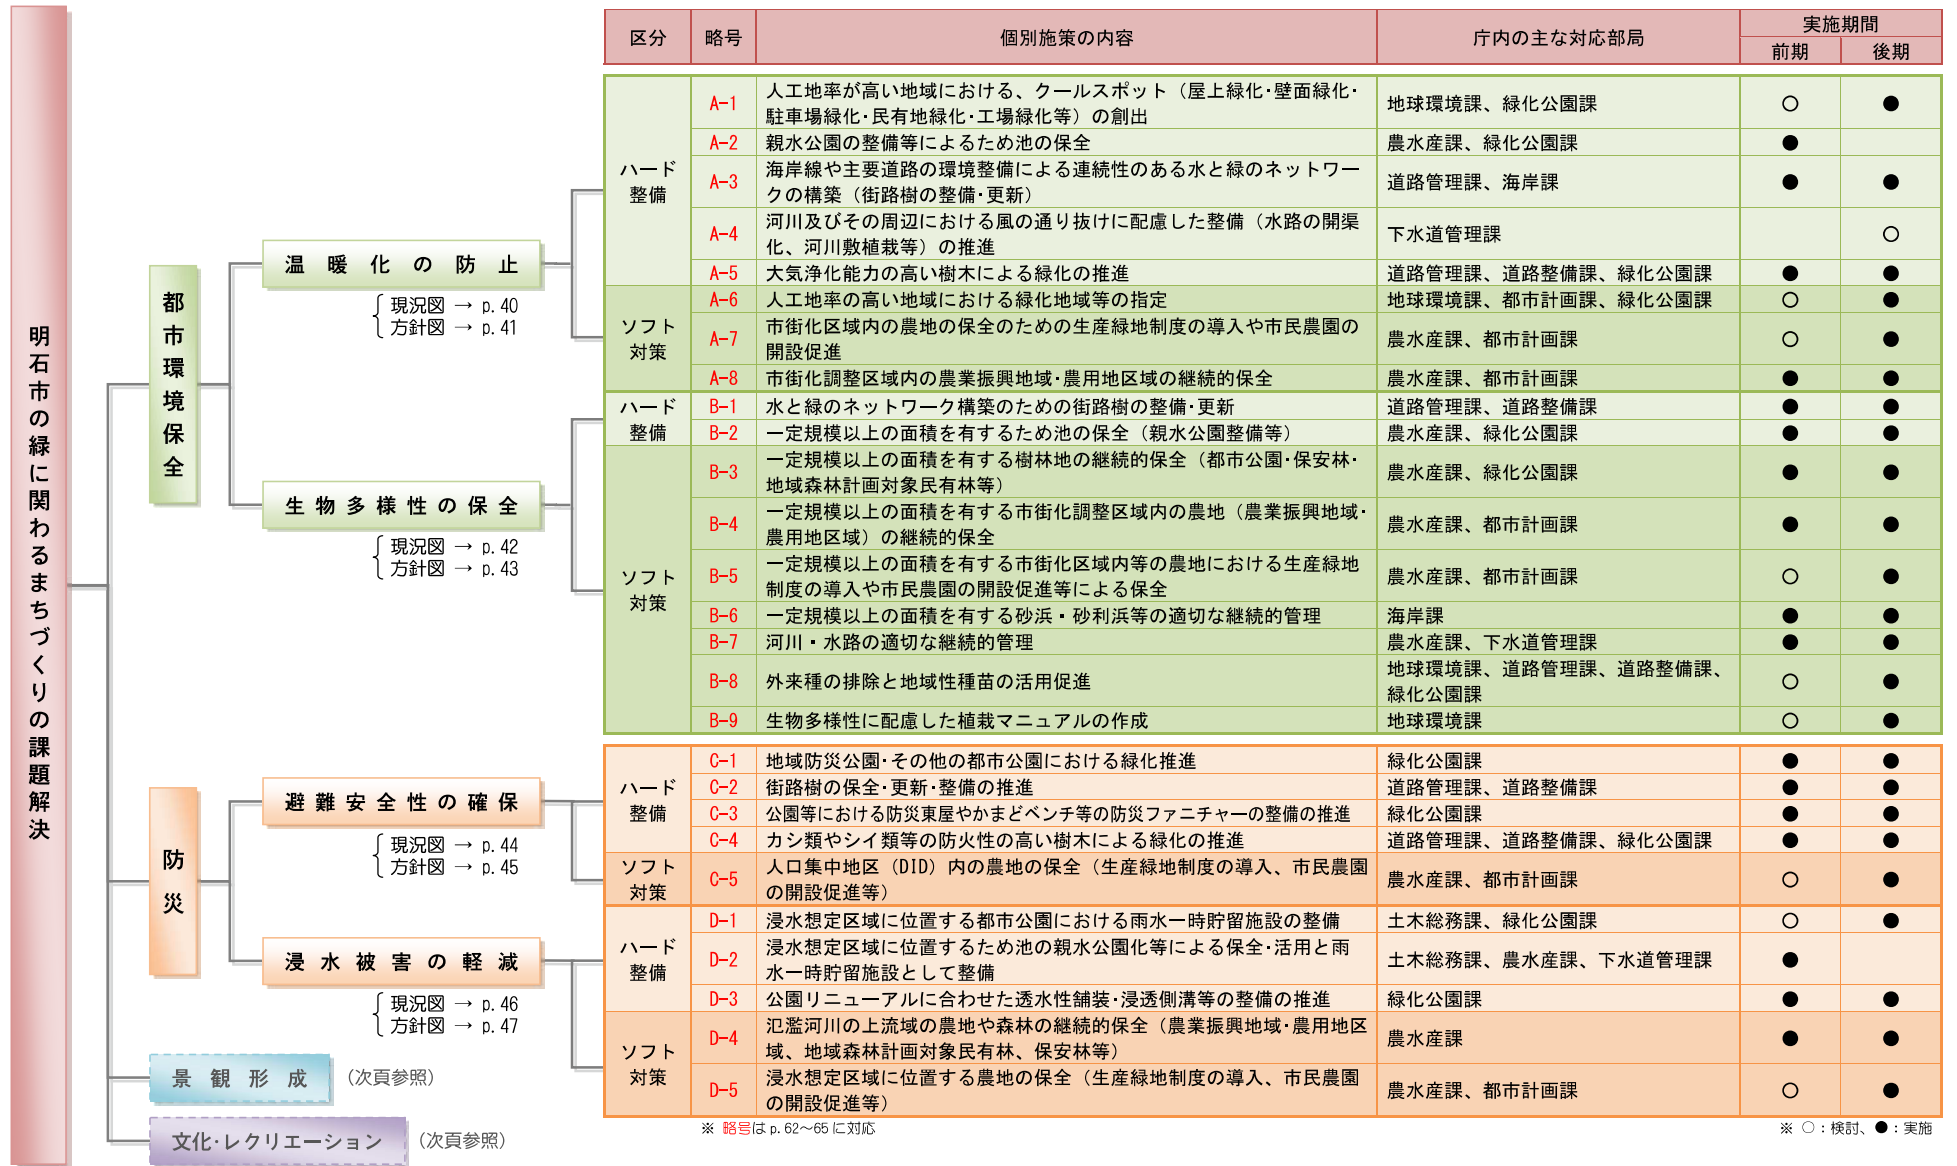 明石市の緑に関わるまちづくりの課題解決
都市環境保全
温暖化の防止
現況図 → p.40
方針図 → p.41
生物多様性の保全
現況図 → p.42
方針図 → p.43
防災
避難安全性の確保
現況図 → p.44
方針図 → p.45
浸水被害の軽減
現況図 → p.46
方針図 → p.47
景観形成 (次頁参照)
文化・レクリエーション (次頁参照)
区分 略号 個別施策の内容 庁内の主な対応部局 実施期間
前期 後期
ハード
整備
A-1 人工地率が高い地域における、クールスポット（屋上緑化・壁面緑化・
駐車場緑化・民有地緑化・工場緑化等）の創出 地球環境課、緑化公園課 ○ ●
A-2 親水公園の整備等によるため池の保全 農水産課、緑化公園課 ●
A-3 海岸線や主要道路の環境整備による連続性のある水と緑のネットワー
クの構築（街路樹の整備・更新） 道路管理課、海岸課 ● ●
A-4 河川及びその周辺における風の通り抜けに配慮した整備（水路の開渠
化、河川敷植栽等）の推進 下水道管理課 ○
A-5 大気浄化能力の高い樹木による緑化の推進 道路管理課、道路整備課、緑化公園課 ● ●
ソフト
対策
A-6 人工地率の高い地域における緑化地域等の指定 地球環境課、都市計画課、緑化公園課 ○ ●
A-7 市街化区域内の農地の保全のための生産緑地制度の導入や市民農園の
開設促進 農水産課、都市計画課 ○ ●
A-8 市街化調整区域内の農業振興地域・農用地区域の継続的保全 農水産課、都市計画課 ● ●
ハード
整備
B-1 水と緑のネットワーク構築のための街路樹の整備・更新 道路管理課、道路整備課 ● ●
B-2 一定規模以上の面積を有するため池の保全（親水公園整備等） 農水産課、緑化公園課 ● ●
ソフト
対策
B-3 一定規模以上の面積を有する樹林地の継続的保全（都市公園・保安林・
地域森林計画対象民有林等） 農水産課、緑化公園課 ● ●
B-4 一定規模以上の面積を有する市街化調整区域内の農地（農業振興地域・
農用地区域）の継続的保全 農水産課、都市計画課 ● ●
B-5 一定規模以上の面積を有する市街化区域内等の農地における生産緑地
制度の導入や市民農園の開設促進等による保全 農水産課、都市計画課 ○ ●
B-6 一定規模以上の面積を有する砂浜・砂利浜等の適切な継続的管理 海岸課 ● ●
B-7 河川・水路の適切な継続的管理 農水産課、下水道管理課 ● ●
B-8 外来種の排除と地域性種苗の活用促進 地球環境課、道路管理課、道路整備課、
緑化公園課 ○ ●
B-9 生物多様性に配慮した植栽マニュアルの作成 地球環境課 ○ ●
ハード
整備
C-1 地域防災公園・その他の都市公園における緑化推進 緑化公園課 ● ●
C-2 街路樹の保全・更新・整備の推進 道路管理課、道路整備課 ● ●
C-3 公園等における防災東屋やかまどベンチ等の防災ファニチャーの整備の推進 緑化公園課 ● ●
C-4 カシ類やシイ類等の防火性の高い樹木による緑化の推進 道路管理課、道路整備課、緑化公園課 ● ●
ソフト
対策
C-5 人口集中地区（DID）内の農地の保全（生産緑地制度の導入、市民農園
の開設促進等） 農水産課、都市計画課 ○ ●
ハード
整備
D-1 浸水想定区域に位置する都市公園における雨水一時貯留施設の整備 土木総務課、緑化公園課 ○ ●
D-2 浸水想定区域に位置するため池の親水公園化等による保全・活用と雨
水一時貯留施設として整備 土木総務課、農水産課、下水道管理課 ●
D-3 公園リニューアルに合わせた透水性舗装・浸透側溝等の整備の推進 緑化公園課 ● ●
ソフト
対策
D-4 氾濫河川の上流域の農地や森林の継続的保全（農業振興地域・農用地区
域、地域森林計画対象民有林、保安林等） 農水産課 ● ●
D-5 浸水想定区域に位置する農地の保全（生産緑地制度の導入、市民農園
の開設促進等） 農水産課、都市計画課 ○ ●
※ 略号はp.62～65に対応
※ ○：検討、●：実施